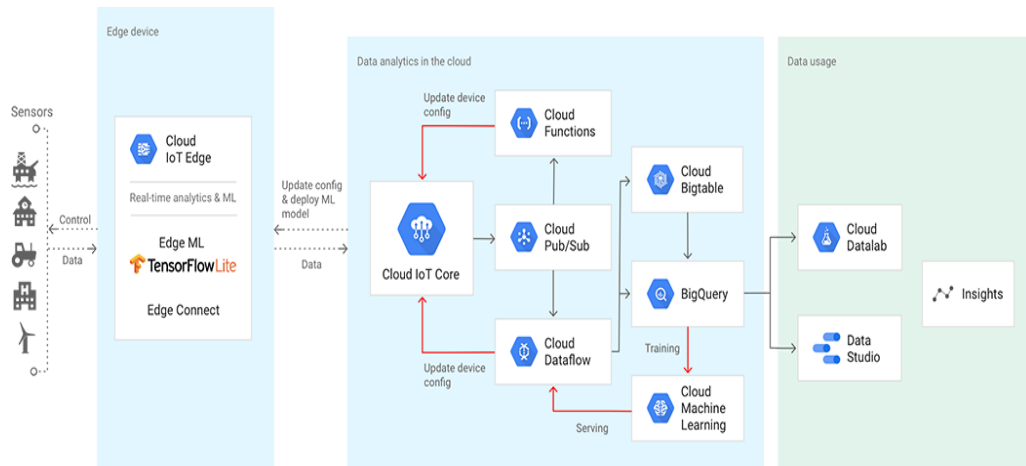 Edge device
Data analytics in the cloud
Data usage
Sensors
Control
Data
Cloud
IoT Edge
Real-time analytics & ML
Edge ML
TensorFlowLite
Edge Connect
Update config
& deploy ML
model
Data
Update device
config
Cloud IoT Core
Update device
config
Cloud
Functions
Cloud
Pub/Sub
Cloud
Dataflow
Cloud
Bigtable
BigQuery
Training
Cloud
Machine
Learning
Serving
Cloud
Datalab
Data
Studio
Insights